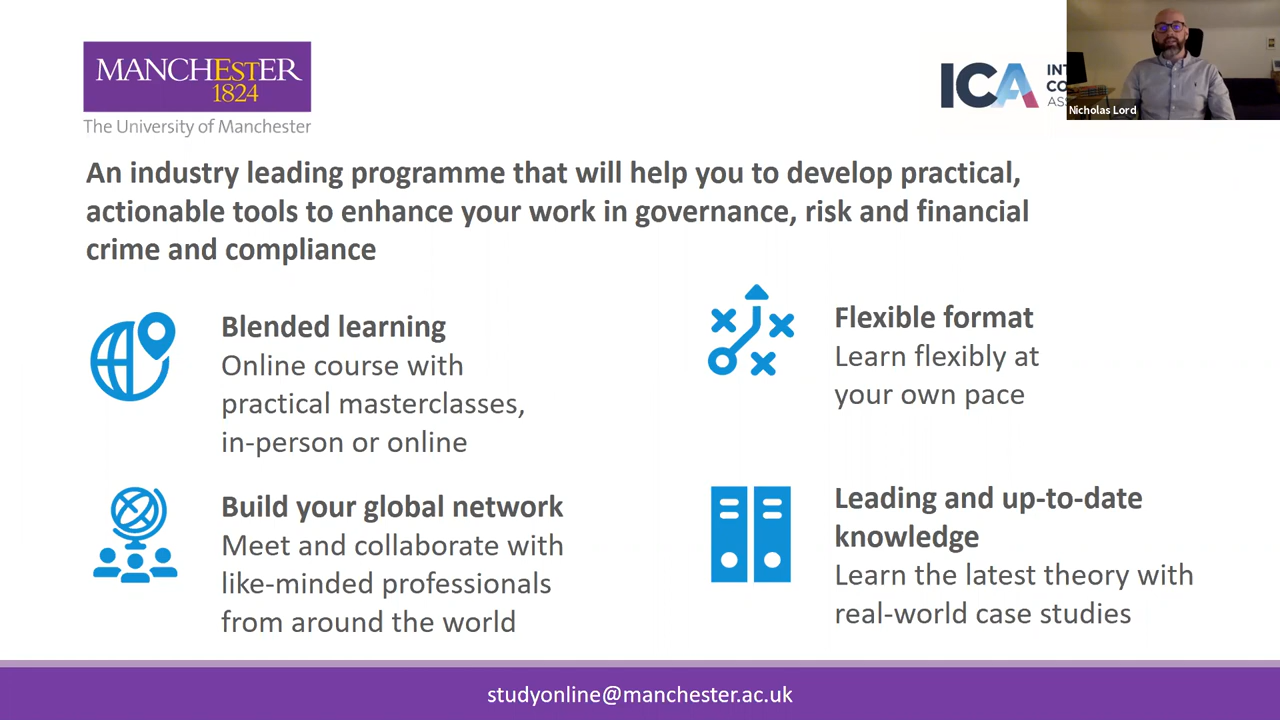 MANCHESTER
1824
The University of Manchester
ICA
Nicholas Lord
An industry leading programme that will help you to develop practical,
actionable tools to enhance your work in governance, risk and financial
crime and compliance
Blended learning
Online course with
practical masterclasses,
in-person or online
Flexible format
Learn flexibly at
your own pace
Build your global network
Meet and collaborate with
like-minded professionals
from around the world
Leading and up-to-date
knowledge
Learn the latest theory with
real-world case studies
studyonline@manchester.ac.uk